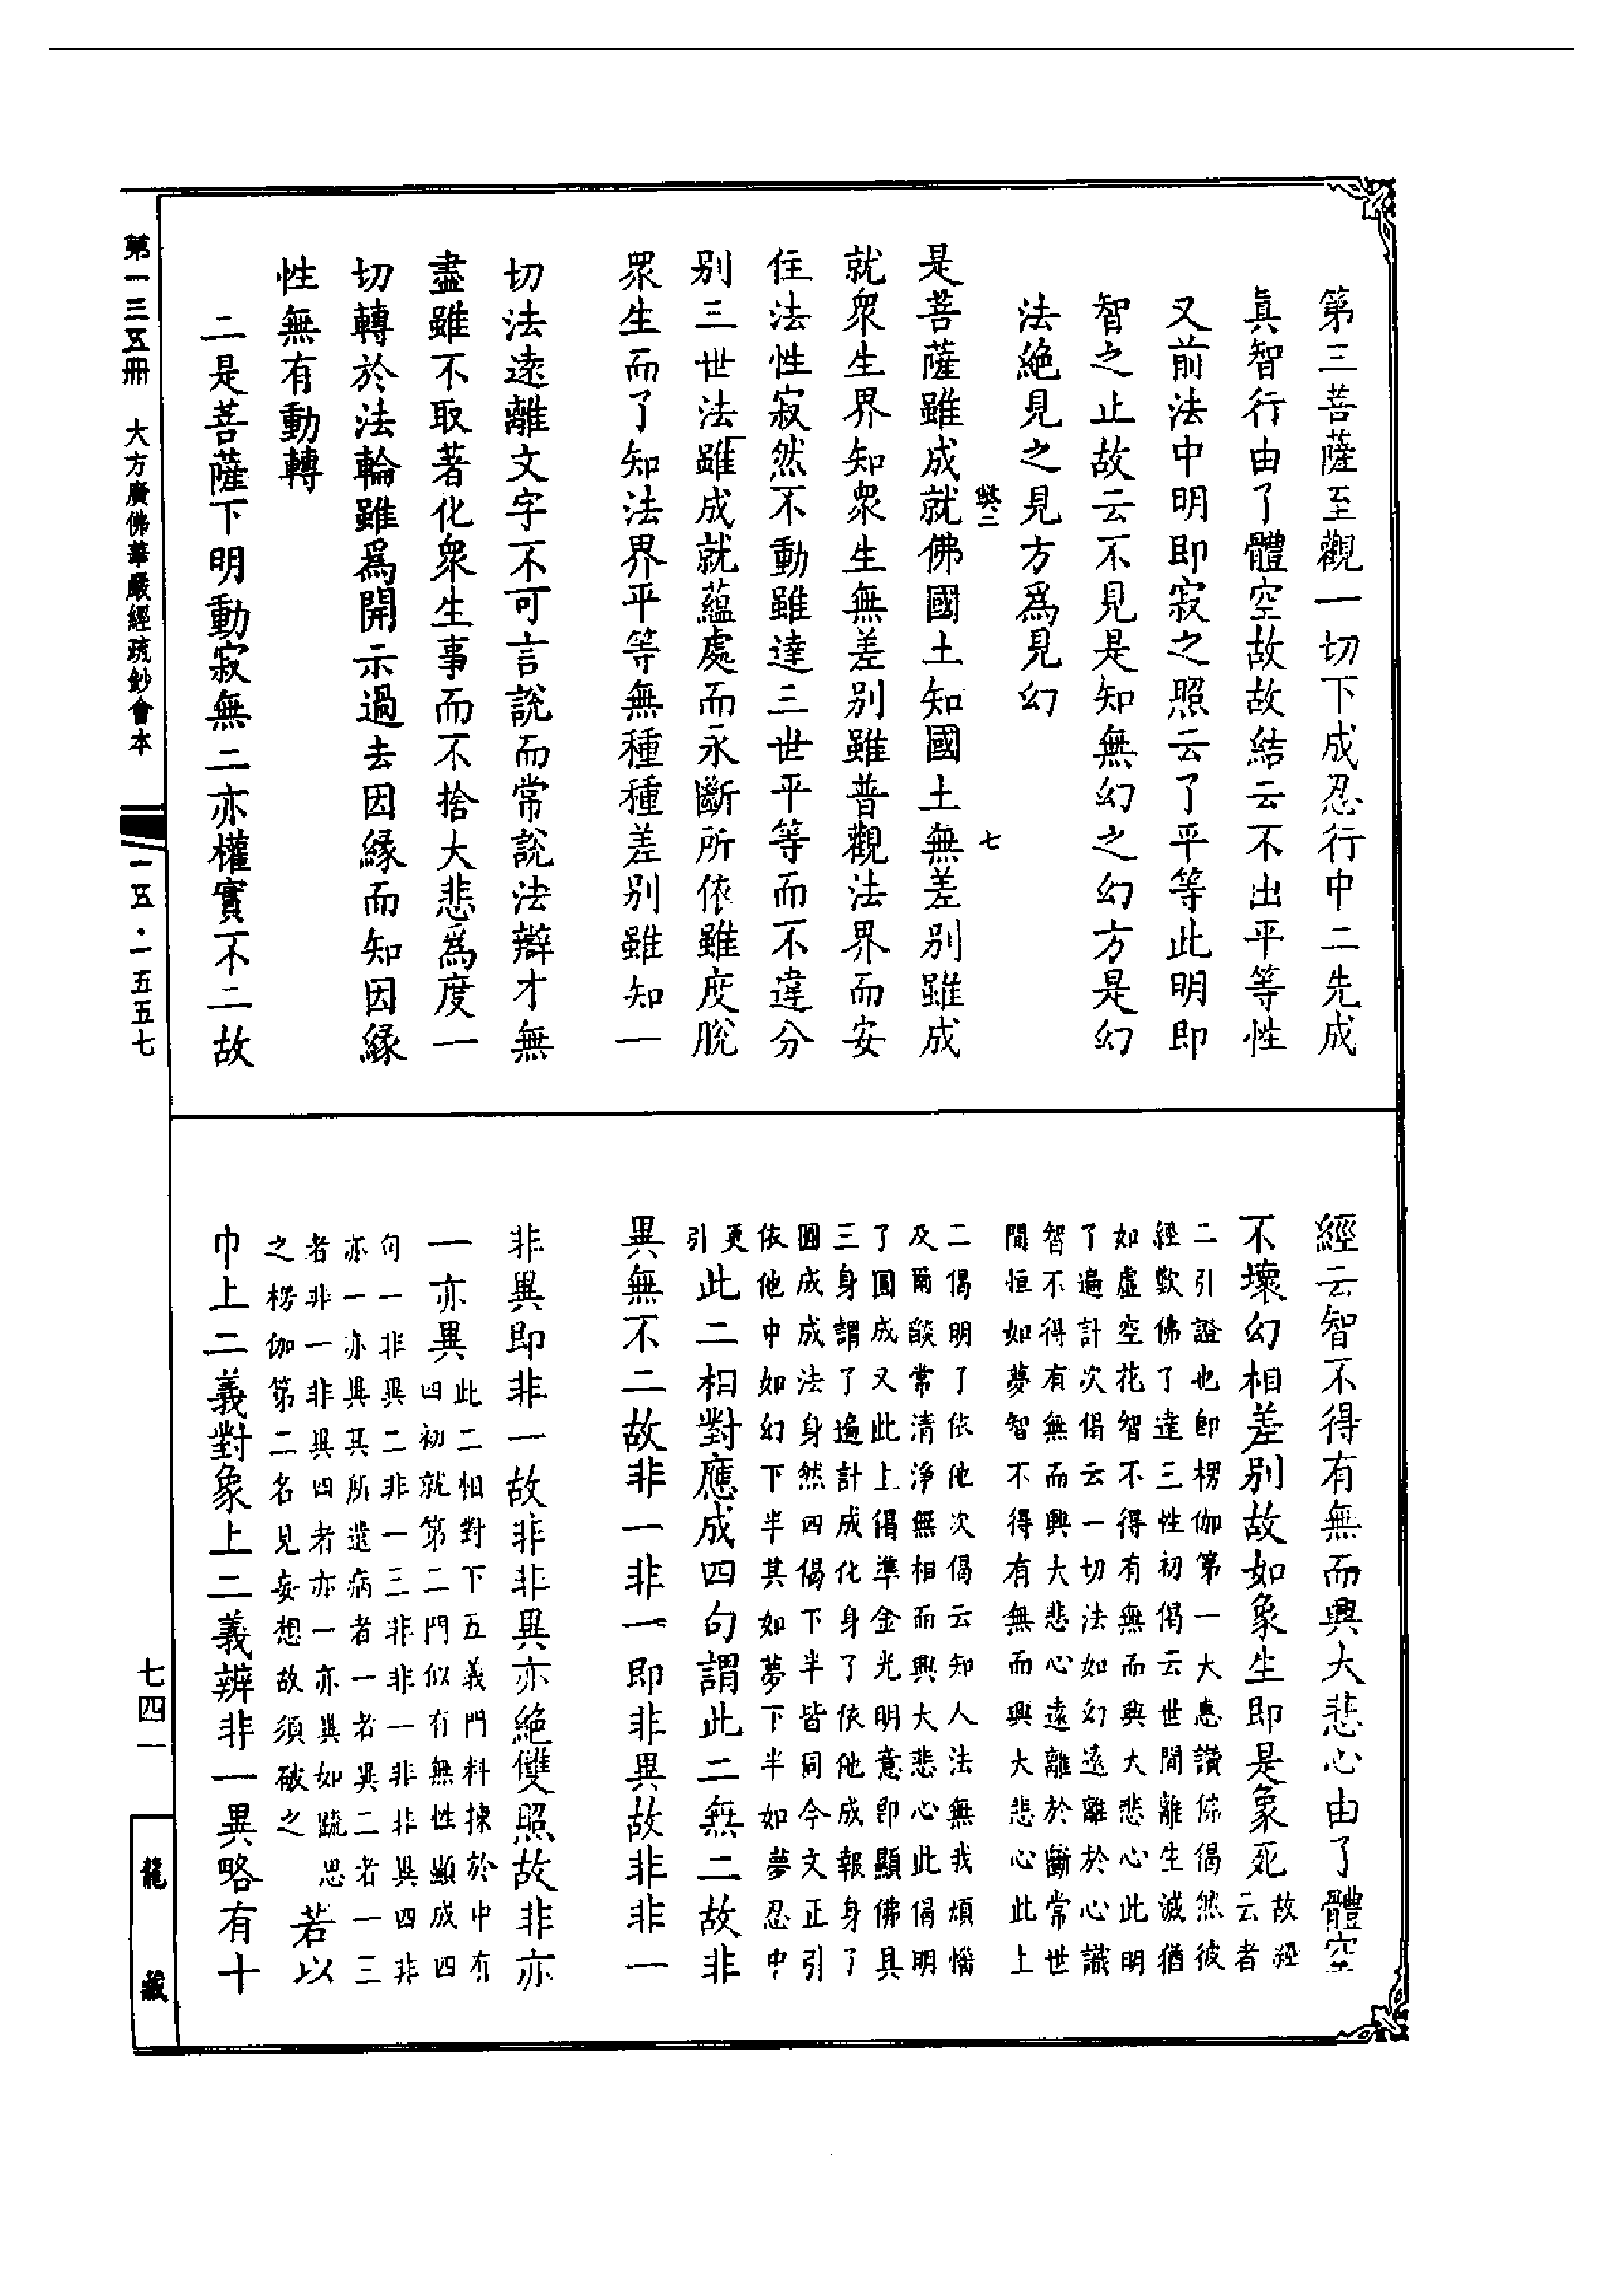 第三菩薩至觀一切下成忍行中二先成
真智行由了體空故故結云不出平等性
又前法中明即寂之照云了平等此明即
智之止故云不見是知無幻之幻方是幻
法絕見之見方為見幻
七
是菩薩雖成就佛國土知國土無差別雖成
就眾生界知眾生無差別雖普觀法界而安
住法性寂然不動雖達三世平等而不違分
別三世法雖成就蘊處而永斷所依雖度脫
眾生而了知法界平等無種種差別雖知一
切法遠離文字不可言說而常說法辯才無
盡雖不取著化眾生事而不捨大悲為度一
切轉於法輪雖為開示過去因緣而知因緣
性無有動轉
二是菩薩下明動寂無二亦權實不二故
經云智不得有無而興大悲心由了體空
不壞幻相差別故如象生即是象死故經
云者
二引證也即楞伽第一大慧讚佛偈然彼
經歎佛了達三性初偈云世間離生滅猶
如虛空花智不得有無而興大悲心此明
了遍計次偈云一切法如幻遠離於心識
智不得有無而興大悲心遠離於斷常世
間恒如夢智不得有無而興大悲心此上
二偈明了依他次偈云知人法無我煩惱
及爾燄常清淨無相而興大悲心此偈明
了圓成又此上偈準金光明意即顯佛具
三身謂了遍計成化身了依他成報身了
圓成成法身然四偈下半皆同今文正引
依他中如幻下半其如夢下半如夢忍中
更
引此二相對應成四句謂此二無二故非
異無不二故非一非一即非異故非非一
非異即非一故非非異亦絕雙照故非亦
一亦異此二相對下五義門料揀於中有
四初就第二門似有無性顯成四
句一非異二非一三非非一非非異四非
亦一亦異其所遣病者一者異二者一三
者非一非異四者亦一亦異如疏思
之楞伽第二名見妄想故須破之若以
巾上二義對象上二義辨非一異略有十
第一三五冊 大方廣佛華嚴經疏鈔會本
一五·一五五七
七四一
龍藏